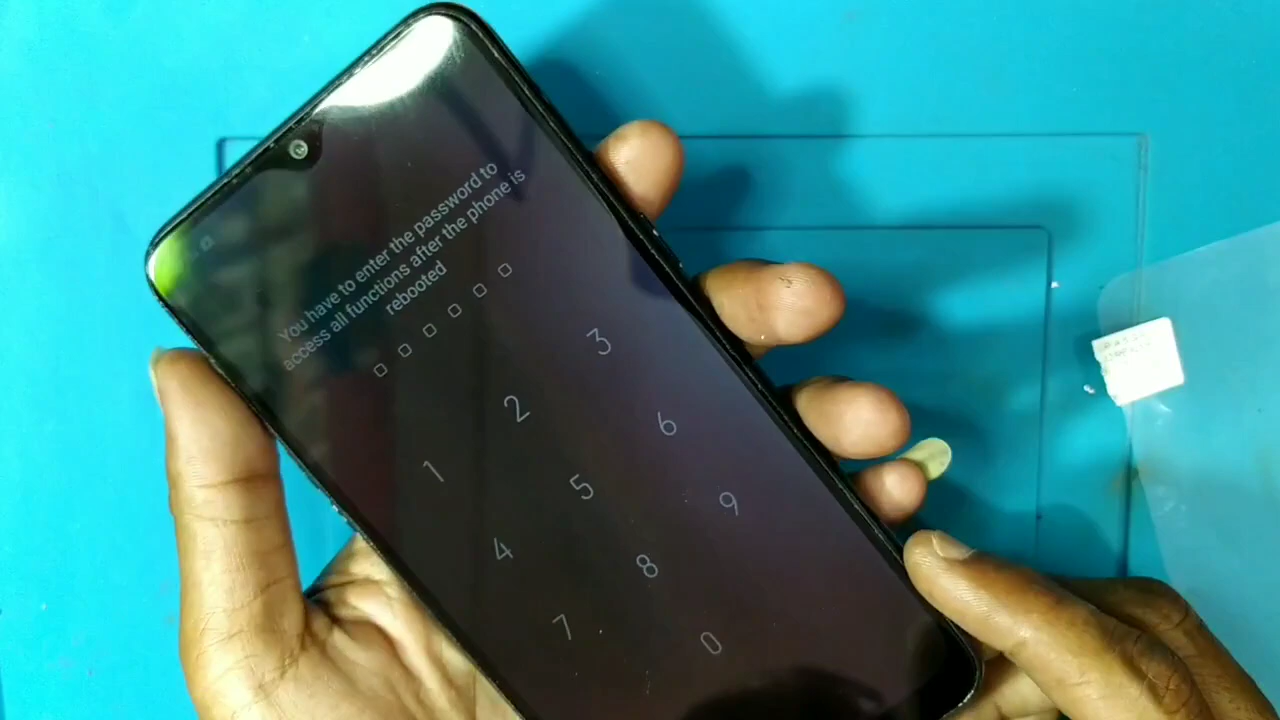 You have to enter the password to
access all functions after the phone is
rebooted
1 2 3
4 5 6
7 8 9
0